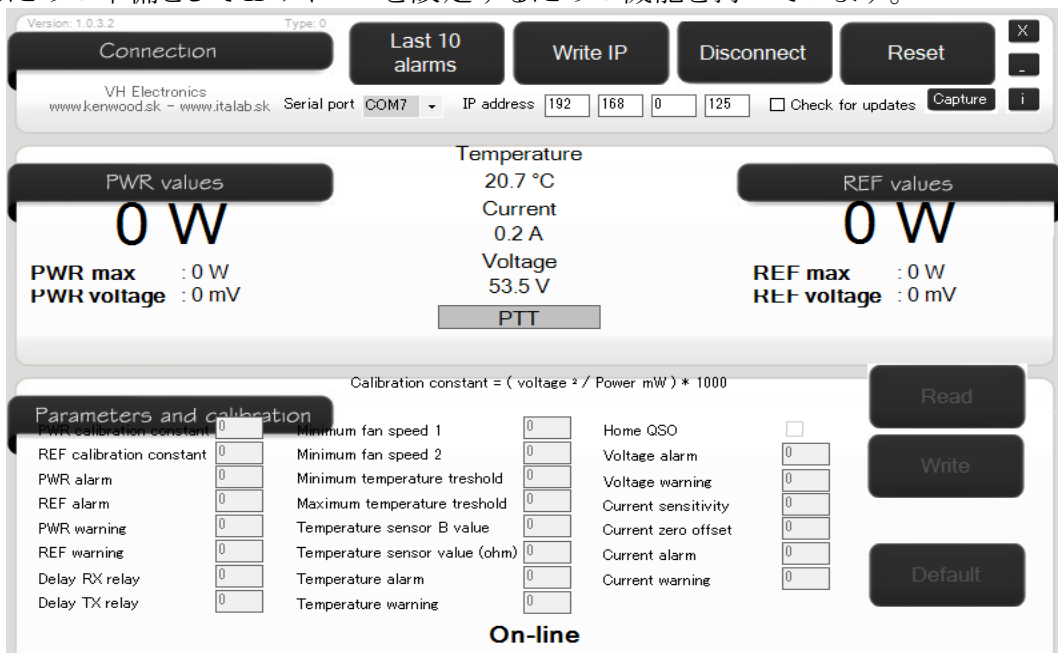 Version: 1.0.3.2 Type: 0
Connection
Last 10 alarms
Write IP
Disconnect
Reset
X
-
i
VH Electronics
www.kenwood.sk - www.italab.sk
Serial port COM7
IP address 192 168 0 125
Check for updates
Capture
PWR values
0 W
PWR max : 0 W
PWR voltage : 0 mV
Temperature
20.7 °C
Current
0.2 A
Voltage
53.5 V
PTT
REF values
0 W
REF max : 0 W
REF voltage : 0 mV
Calibration constant = ( voltage ² / Power mW ) * 1000
Parameters and calibration
PWR calibration constant 0
REF calibration constant 0
PWR alarm 0
REF alarm 0
PWR warning 0
REF warning 0
Delay RX relay 0
Delay TX relay 0
Minimum fan speed 1 0
Minimum fan speed 2 0
Minimum temperature treshold 0
Maximum temperature treshold 0
Temperature sensor B value 0
Temperature sensor value (ohm) 0
Temperature alarm 0
Temperature warning 0
Home QSO
Voltage alarm 0
Voltage warning 0
Current sensitivity 0
Current zero offset 0
Current alarm 0
Current warning 0
Read
Write
Default
On-line